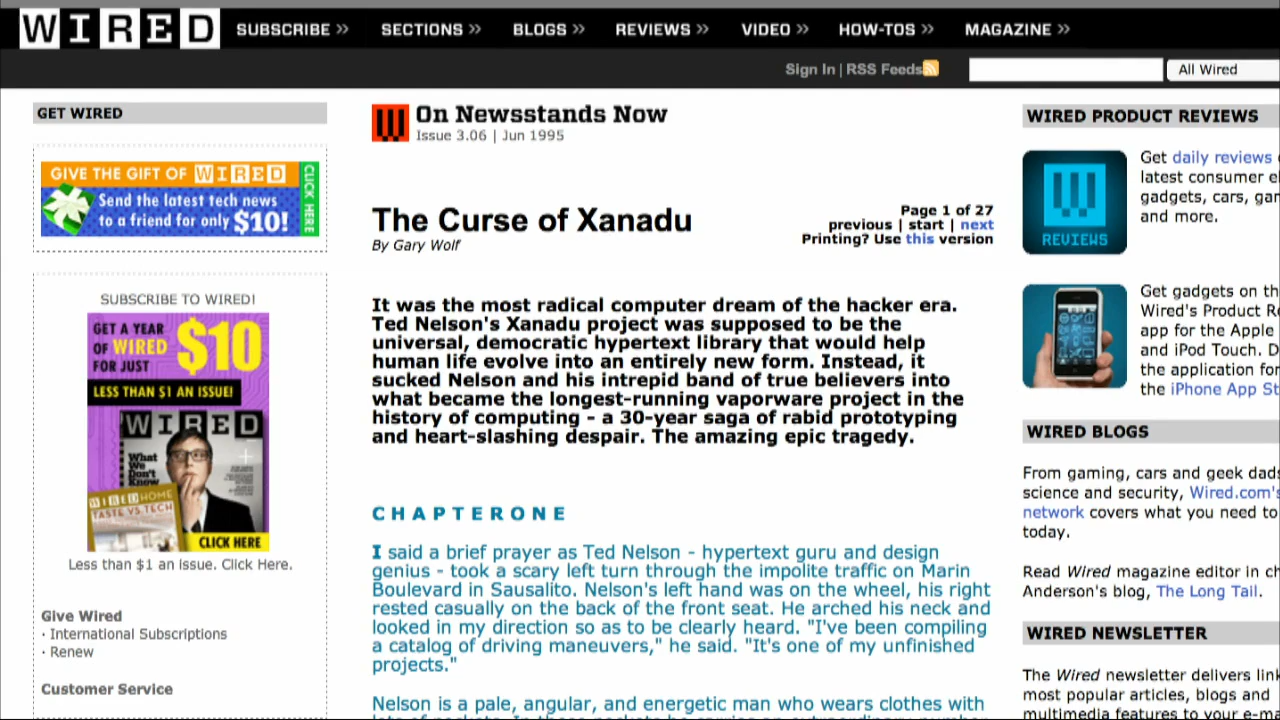 WIRED
SUBSCRIBE >>
SECTIONS >>
BLOGS >>
REVIEWS >>
VIDEO >>
HOW-TOS >>
MAGAZINE >>
Sign In | RSS Feeds
All Wired
GET WIRED
GIVE THE GIFT OF WIRED
Send the latest tech news
to a friend for only $10!
CLICK HERE
SUBSCRIBE TO WIRED!
GET A YEAR
OF WIRED
FOR JUST
$10
LESS THAN $1 AN ISSUE!
WIRED
What
We
Don't
Know
WIRED HOME
TASTE VS TECH
CLICK HERE
Less than $1 an issue. Click Here.
Give Wired
· International Subscriptions
· Renew
Customer Service
On Newsstands Now
Issue 3.06 | Jun 1995
The Curse of Xanadu
By Gary Wolf
Page 1 of 27
previous | start | next
Printing? Use this version
It was the most radical computer dream of the hacker era.
Ted Nelson's Xanadu project was supposed to be the
universal, democratic hypertext library that would help
human life evolve into an entirely new form. Instead, it
sucked Nelson and his intrepid band of true believers into
what became the longest-running vaporware project in the
history of computing - a 30-year saga of rabid prototyping
and heart-slashing despair. The amazing epic tragedy.
CHAPTERONE
I said a brief prayer as Ted Nelson - hypertext guru and design
genius - took a scary left turn through the impolite traffic on Marin
Boulevard in Sausalito. Nelson's left hand was on the wheel, his right
rested casually on the back of the front seat. He arched his neck and
looked in my direction so as to be clearly heard. "I've been compiling
a catalog of driving maneuvers," he said. "It's one of my unfinished
projects."
Nelson is a pale, angular, and energetic man who wears clothes with
WIRED PRODUCT REVIEWS
REVIEWS
Get daily reviews
latest consumer
gadgets, cars,
and more.
Get gadgets on
Wired's Product
app for the Apple
and iPod Touch.
the application
the iPhone App
WIRED BLOGS
From gaming, cars and geek
science and security, Wired.com's
network covers what you need to
today.
Read Wired magazine editor in
Anderson's blog, The Long Tail.
WIRED NEWSLETTER
The Wired newsletter delivers
most popular articles, blogs and
multimedia features to your